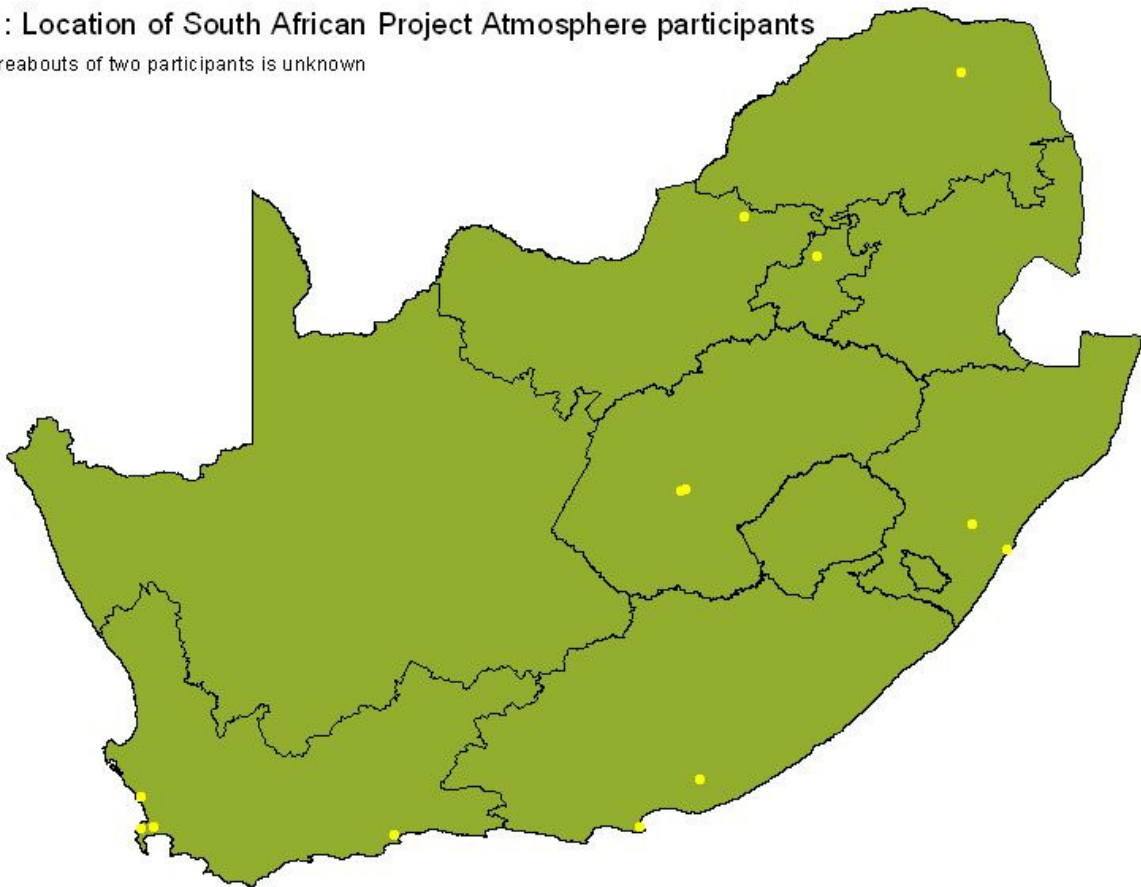 : Location of South African Project Atmosphere participants
reabouts of two participants is unknown